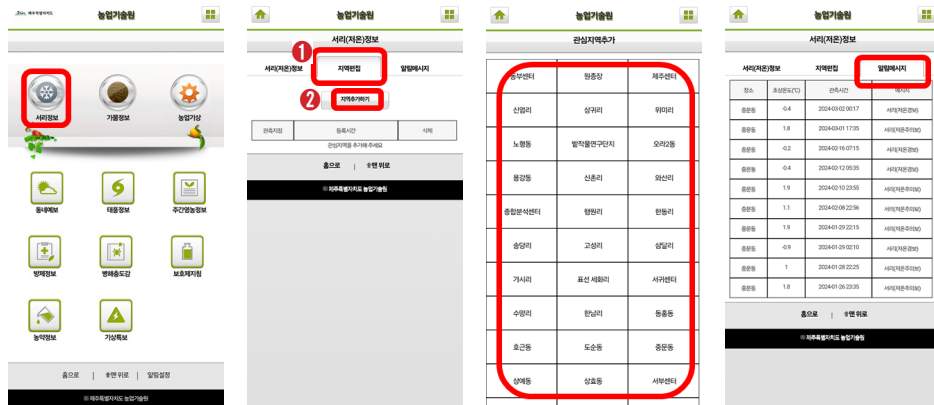 제주특별자치도
농업기술원
서리정보
가뭄정보
농업기상
동네예보
태풍정보
주간영농정보
방제정보
병해충도감
보호제지침
농약정보
기상특보
홈으로 | ⇧맨 위로 | 알림설정
※ 제주특별자치도 농업기술원
농업기술원
서리(저온)정보
1
서리(저온)정보 지역편집 알림메시지
2 지역추가하기
관측지점 등록시간 삭제
관심지역을 추가해 주세요
홈으로 | ⇧맨 위로
※ 제주특별자치도 농업기술원
농업기술원
관심지역추가
동부센터 원종장 제주센터
신엄리 상귀리 위미리
노형동 밭작물연구단지 오라2동
용강동 신촌리 와산리
종합분석센터 행원리 한동리
송당리 고성리 삼달리
가시리 표선 세화리 서귀센터
수망리 한남리 동홍동
호근동 도순동 중문동
상예동 상효동 서부센터
농업기술원
서리(저온)정보
서리(저온)정보 지역편집 알림메시지
장소 초상온도(℃) 관측시간 메시지
중문동 -0.4 2024-03-02 00:17 서리(저온경보)
중문동 1.8 2024-03-01 17:35 서리(저온주의보)
중문동 -0.2 2024-02-16 07:15 서리(저온경보)
중문동 -0.4 2024-02-12 05:35 서리(저온경보)
중문동 1.9 2024-02-10 23:55 서리(저온주의보)
중문동 1.1 2024-02-08 22:56 서리(저온주의보)
중문동 1.9 2024-01-29 22:15 서리(저온주의보)
중문동 -0.9 2024-01-29 02:10 서리(저온경보)
중문동 1 2024-01-28 22:25 서리(저온주의보)
중문동 1.8 2024-01-26 23:35 서리(저온주의보)
홈으로 | ⇧맨 위로
※ 제주특별자치도 농업기술원